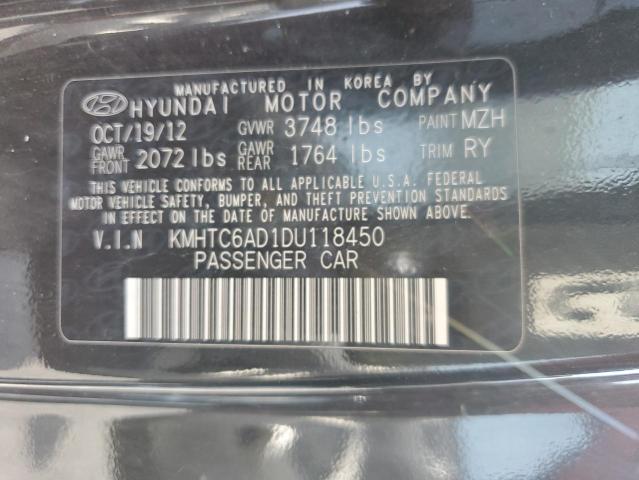 MANUFACTURED IN KOREA BY
HYUNDAI MOTOR COMPANY
OCT/19/12 GVWR 3748 lbs PAINT MZH
GAWR FRONT 2072 lbs GAWR REAR 1764 lbs TRIM RY
THIS VEHICLE CONFORMS TO ALL APPLICABLE U.S.A. FEDERAL
MOTOR VEHICLE SAFETY, BUMPER, AND THEFT PREVENTION STANDARDS
IN EFFECT ON THE DATE OF MANUFACTURE SHOWN ABOVE.
V.I.N KMHTC6AD1DU118450
PASSENGER CAR